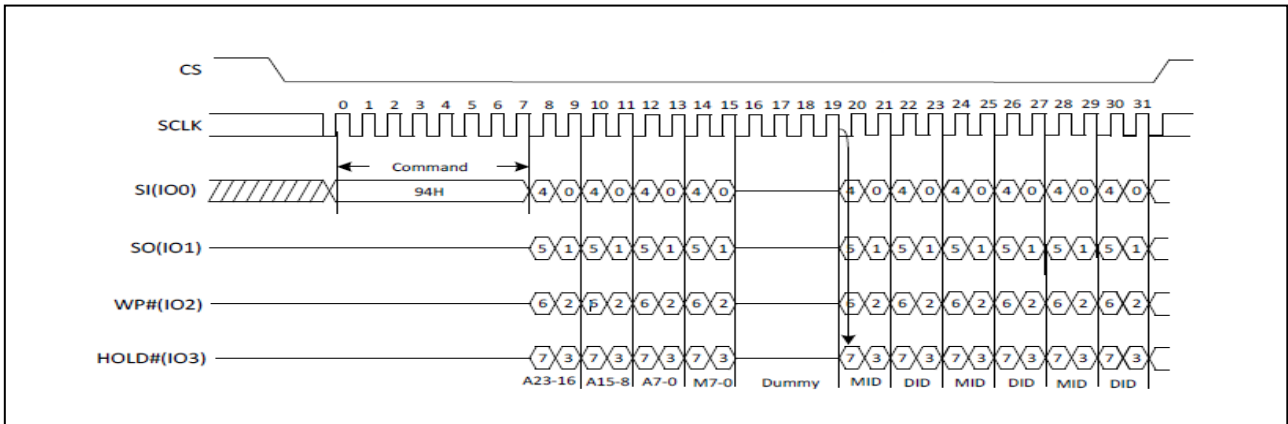 CS
0 1 2 3 4 5 6 7 8 9 10 11 12 13 14 15 16 17 18 19 20 21 22 23 24 25 26 27 28 29 30 31
SCLK
Command
SI(IO0) 94H 4 0 4 0 4 0 4 0 4 0 4 0 4 0 4 0 4 0 4 0
SO(IO1) 5 1 5 1 5 1 5 1 5 1 5 1 5 1 5 1 5 1 5 1
WP#(IO2) 6 2 6 2 6 2 6 2 6 2 6 2 6 2 6 2 6 2 6 2
HOLD#(IO3) 7 3 7 3 7 3 7 3 7 3 7 3 7 3 7 3 7 3 7 3
A23-16 A15-8 A7-0 M7-0 Dummy MID DID MID DID MID DID